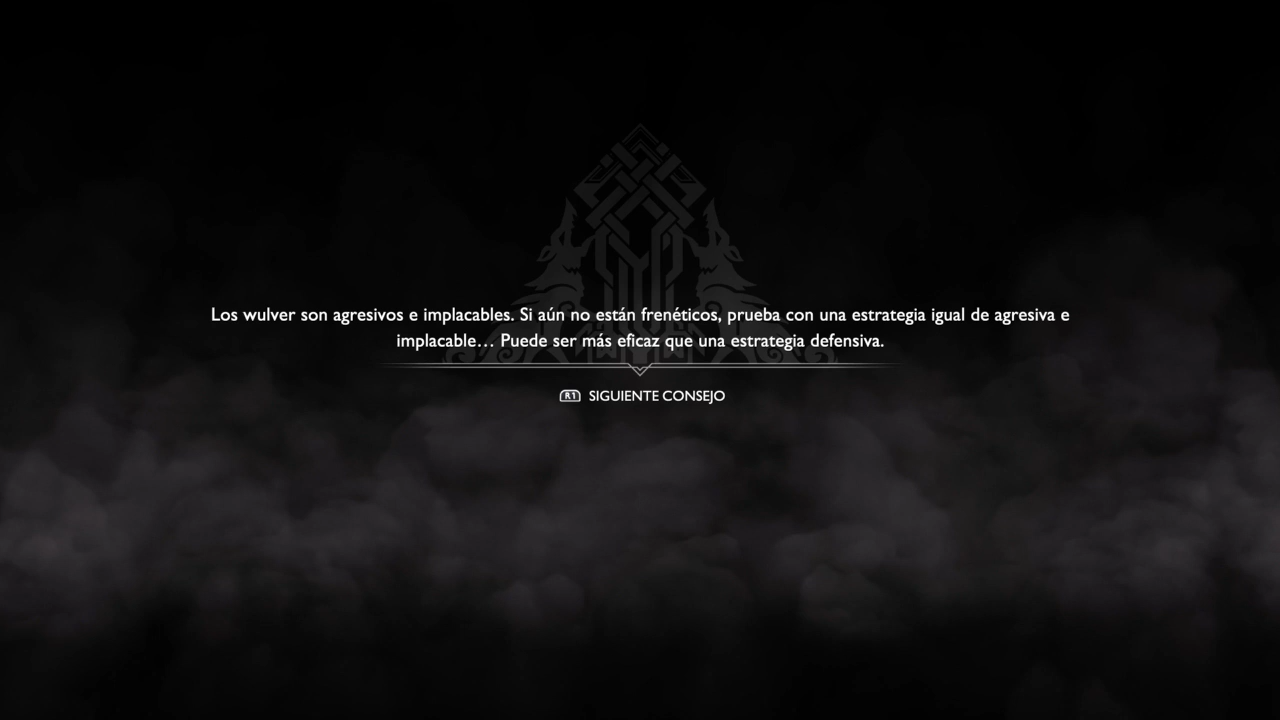 Los wulver son agresivos e implacables. Si aún no están frenéticos, prueba con una estrategia igual de agresiva e
implacable… Puede ser más eficaz que una estrategia defensiva.
R1 SIGUIENTE CONSEJO